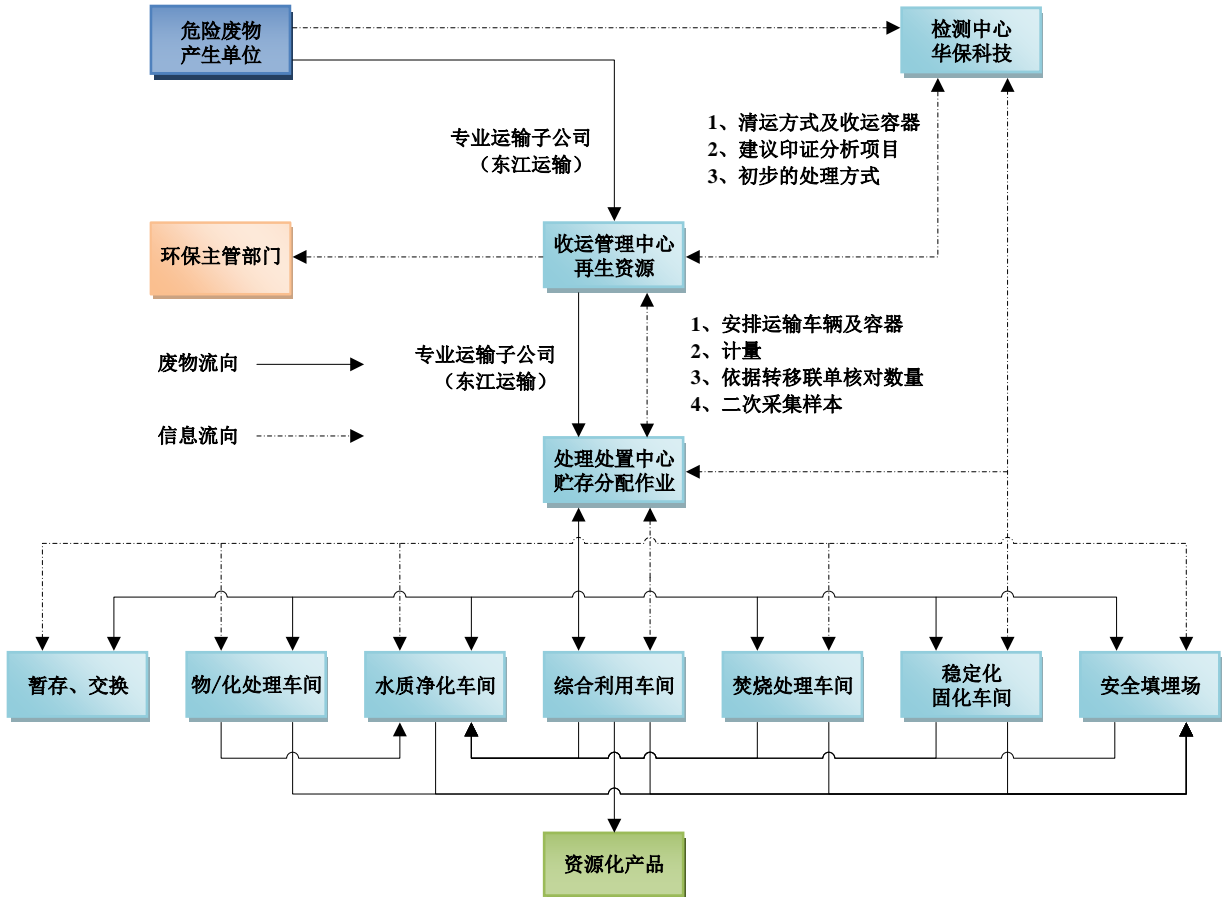 危险废物
产生单位
检测中心
华保科技
专业运输子公司
（东江运输）
1、清运方式及收运容器
2、建议印证分析项目
3、初步的处理方式
环保主管部门
收运管理中心
再生资源
废物流向
专业运输子公司
（东江运输）
1、安排运输车辆及容器
2、计量
3、依据转移联单核对数量
4、二次采集样本
信息流向
处理处置中心
贮存分配作业
暂存、交换
物/化处理车间
水质净化车间
综合利用车间
焚烧处理车间
稳定化
固化车间
安全填埋场
资源化产品